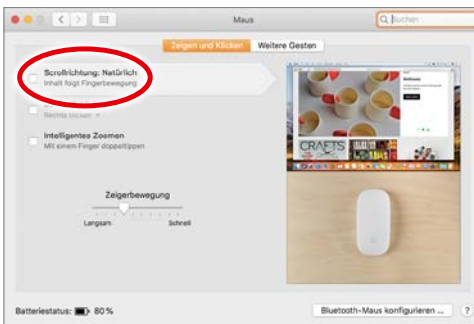 Maus
Suchen
Zeigen und Klicken Weitere Gesten
Scrollrichtung: Natürlich
Inhalt folgt Fingerbewegung
Rechts klicken
Intelligentes Zoomen
Mit einem Finger doppeltippen
CRAFTS
Zeigerbewegung
Langsam Schnell
Batteriestatus: 80 % Bluetooth-Maus konfigurieren ... ?